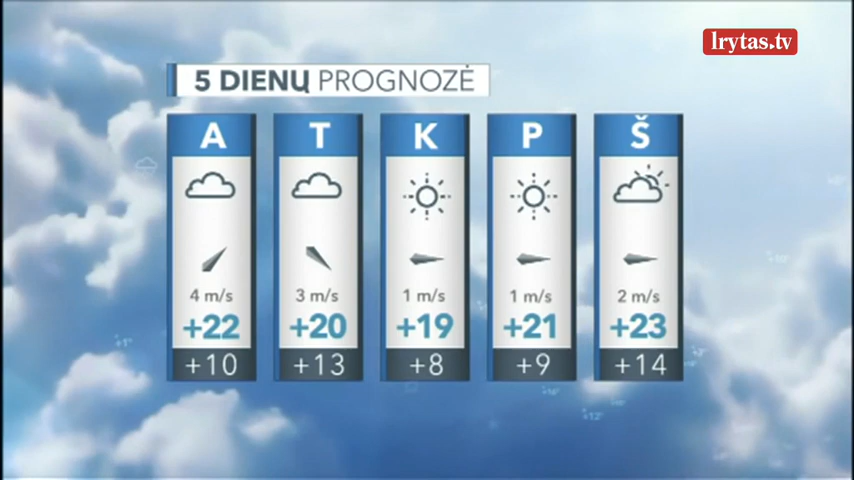 lrytas.tv
5 DIENŲ PROGNOZĖ
A T K P Š
4 m/s 3 m/s 1 m/s 1 m/s 2 m/s
+22 +20 +19 +21 +23
+10 +13 +8 +9 +14